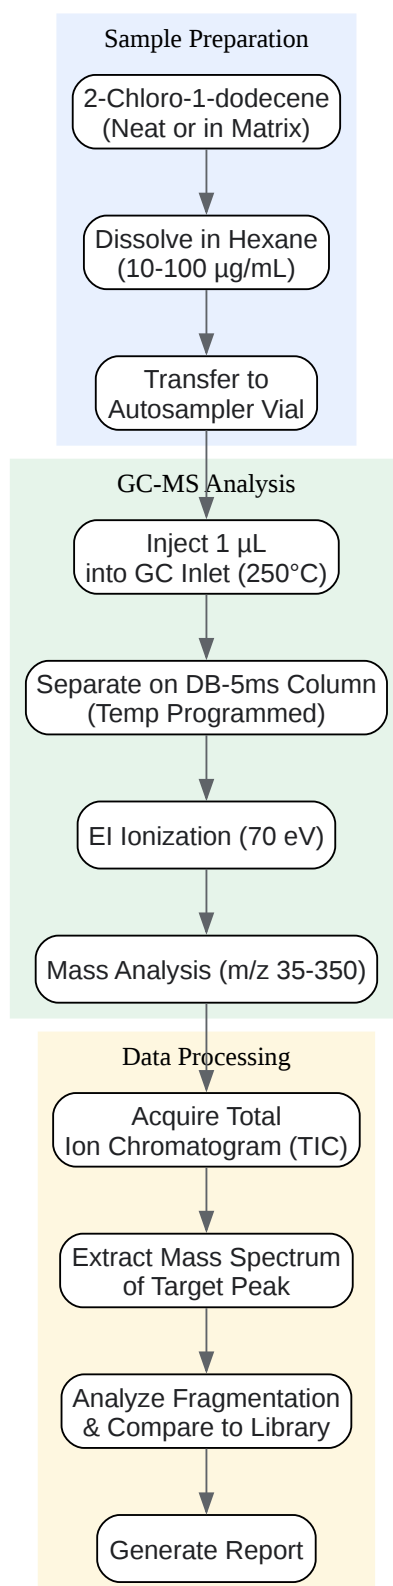 Sample Preparation
2-Chloro-1-dodecene
(Neat or in Matrix)
Dissolve in Hexane
(10-100 µg/mL)
Transfer to
Autosampler Vial
GC-MS Analysis
Inject 1 µL
into GC Inlet (250°C)
Separate on DB-5ms Column
(Temp Programmed)
EI Ionization (70 eV)
Mass Analysis (m/z 35-350)
Data Processing
Acquire Total
Ion Chromatogram (TIC)
Extract Mass Spectrum
of Target Peak
Analyze Fragmentation
& Compare to Library
Generate Report